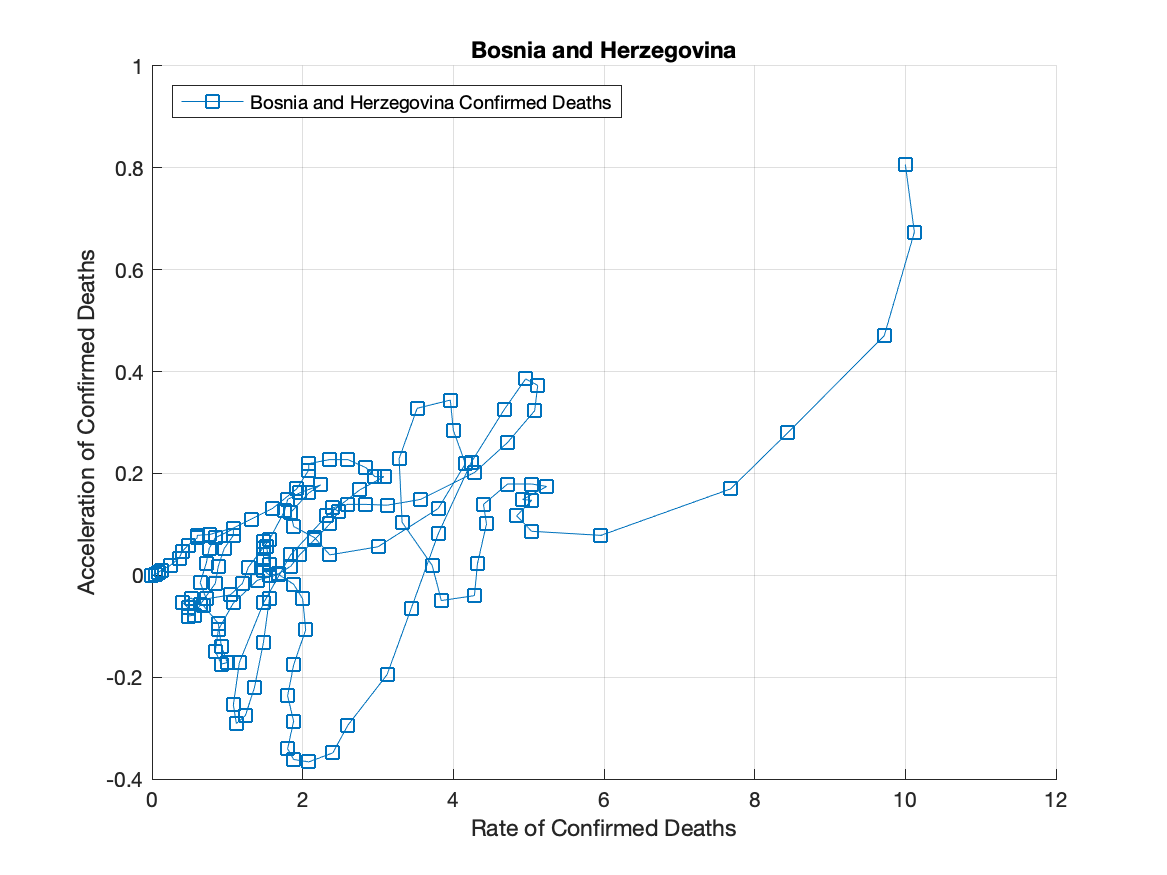 Bosnia and Herzegovina
Bosnia and Herzegovina Confirmed Deaths
1
0.8
0.6
0.4
0.2
0
-0.2
-0.4
Acceleration of Confirmed Deaths
0 2 4 6 8 10 12
Rate of Confirmed Deaths